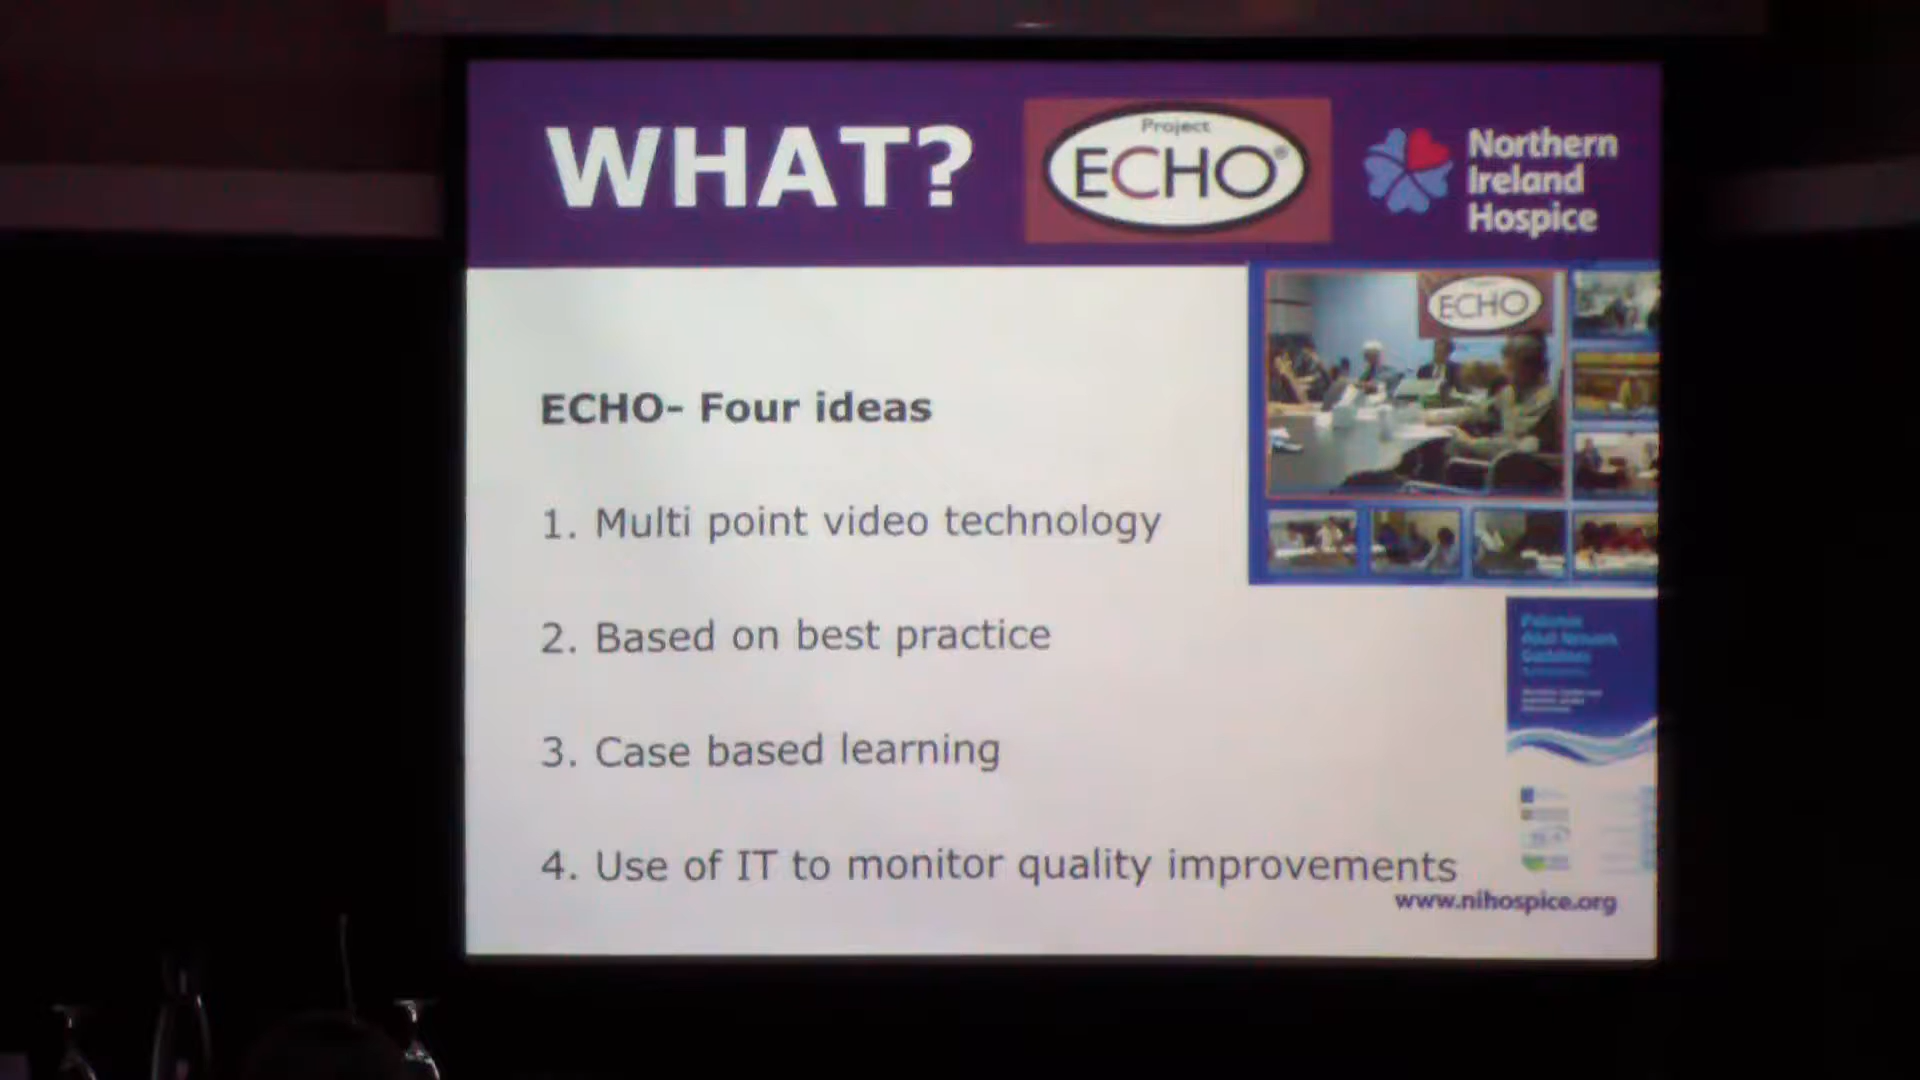 WHAT?
Project
ECHO®
Northern
Ireland
Hospice
ECHO
ECHO- Four ideas
1. Multi point video technology
2. Based on best practice
3. Case based learning
4. Use of IT to monitor quality improvements
www.nihospice.org